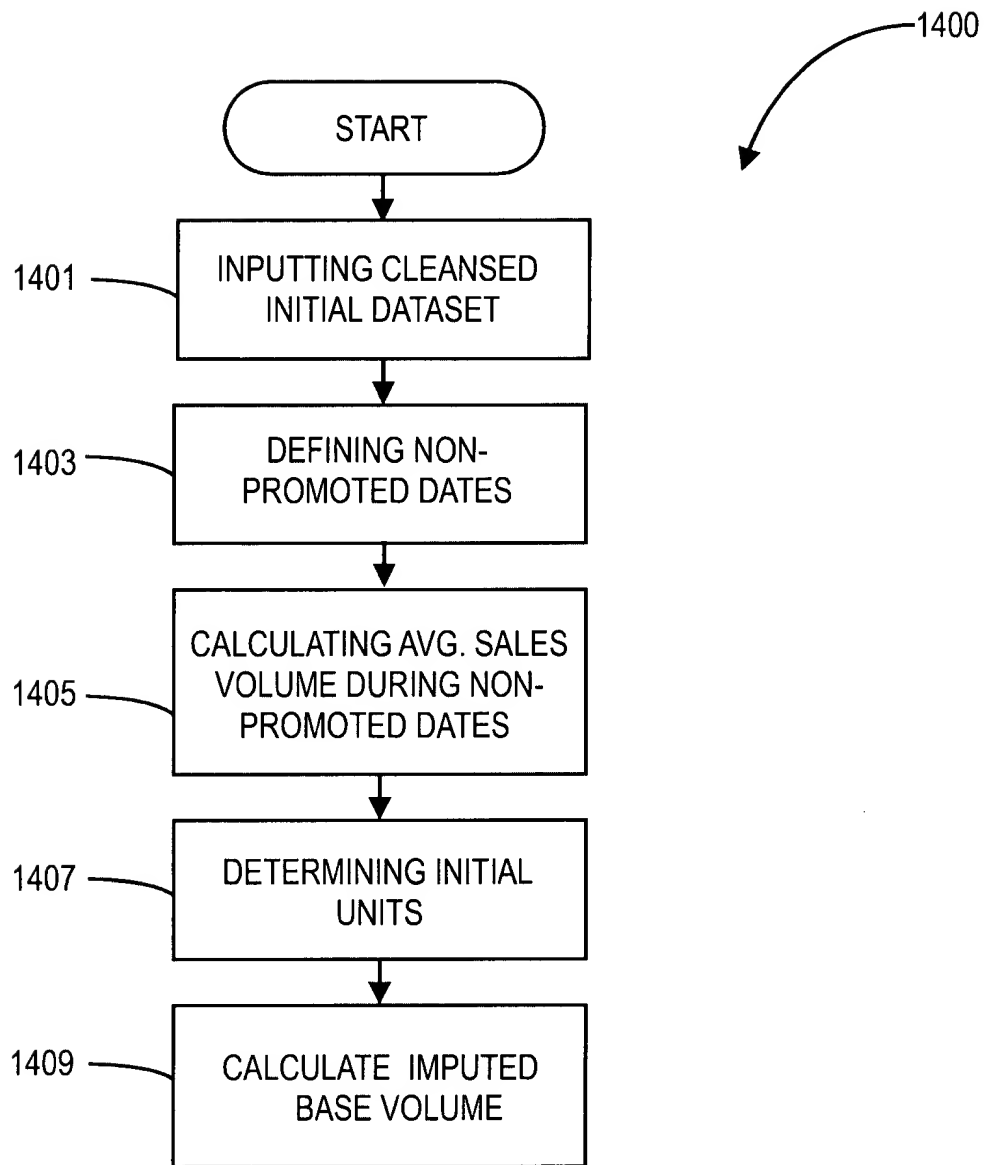 1400
START
1401
INPUTTING CLEANSED
INITIAL DATASET
1403
DEFINING NON-
PROMOTED DATES
1405
CALCULATING AVG. SALES
VOLUME DURING NON-
PROMOTED DATES
1407
DETERMINING INITIAL
UNITS
1409
CALCULATE IMPUTED
BASE VOLUME